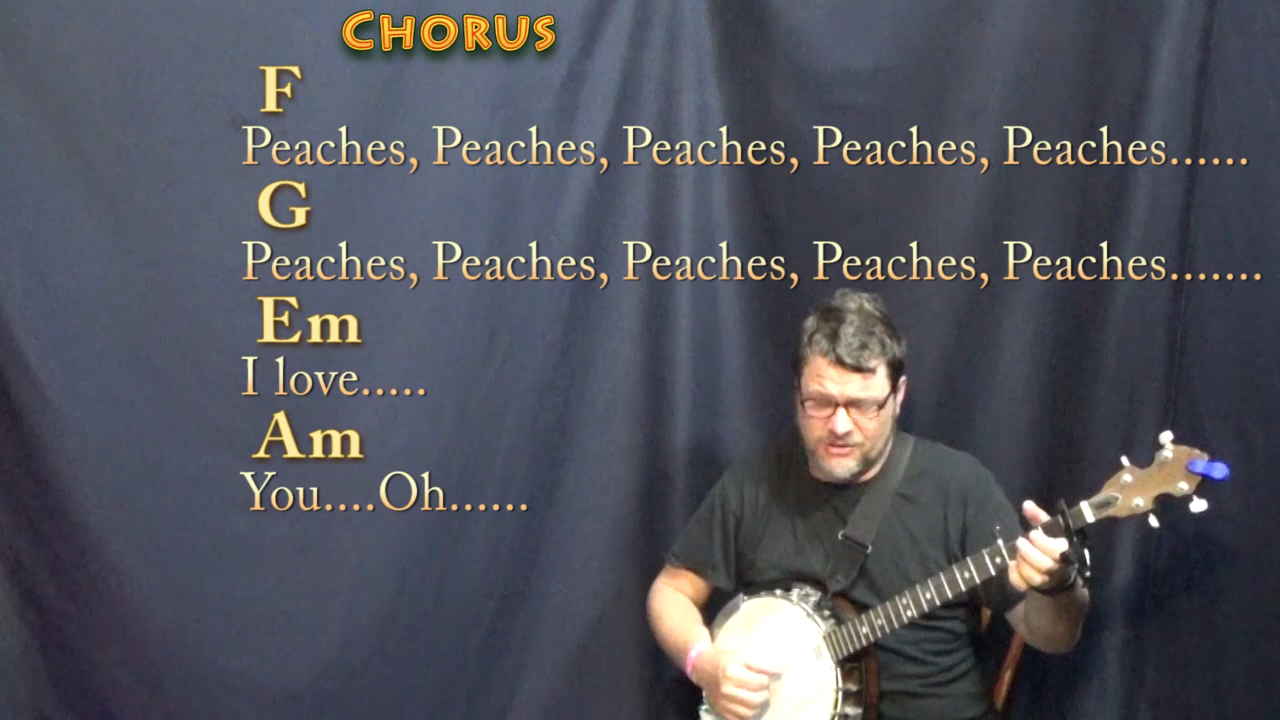 CHORUS
F
Peaches, Peaches, Peaches, Peaches, Peaches......
G
Peaches, Peaches, Peaches, Peaches, Peaches.......
Em
I love.....
Am
You....Oh......